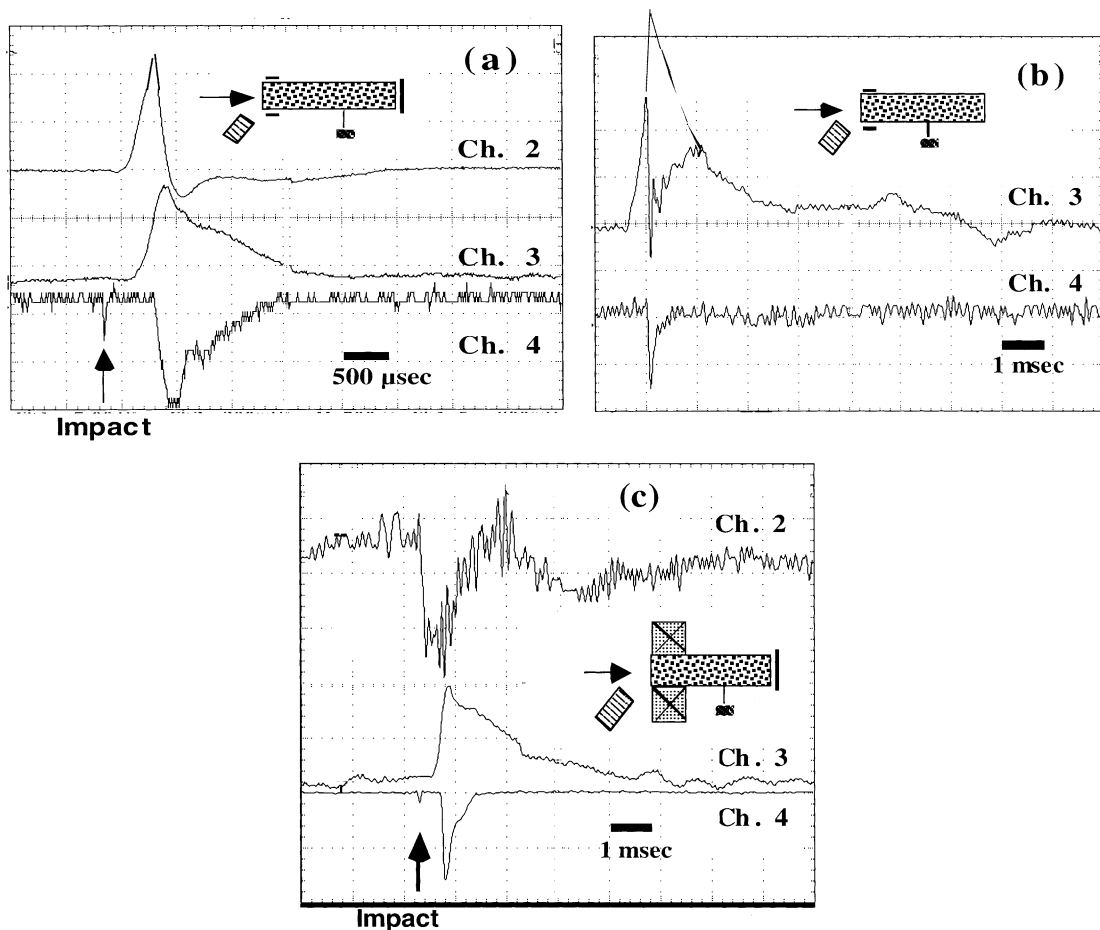 (a)
Ch. 2
Ch. 3
Ch. 4
500 µsec
Impact
(b)
Ch. 3
Ch. 4
1 msec
(c)
Ch. 2
Ch. 3
Ch. 4
1 msec
Impact